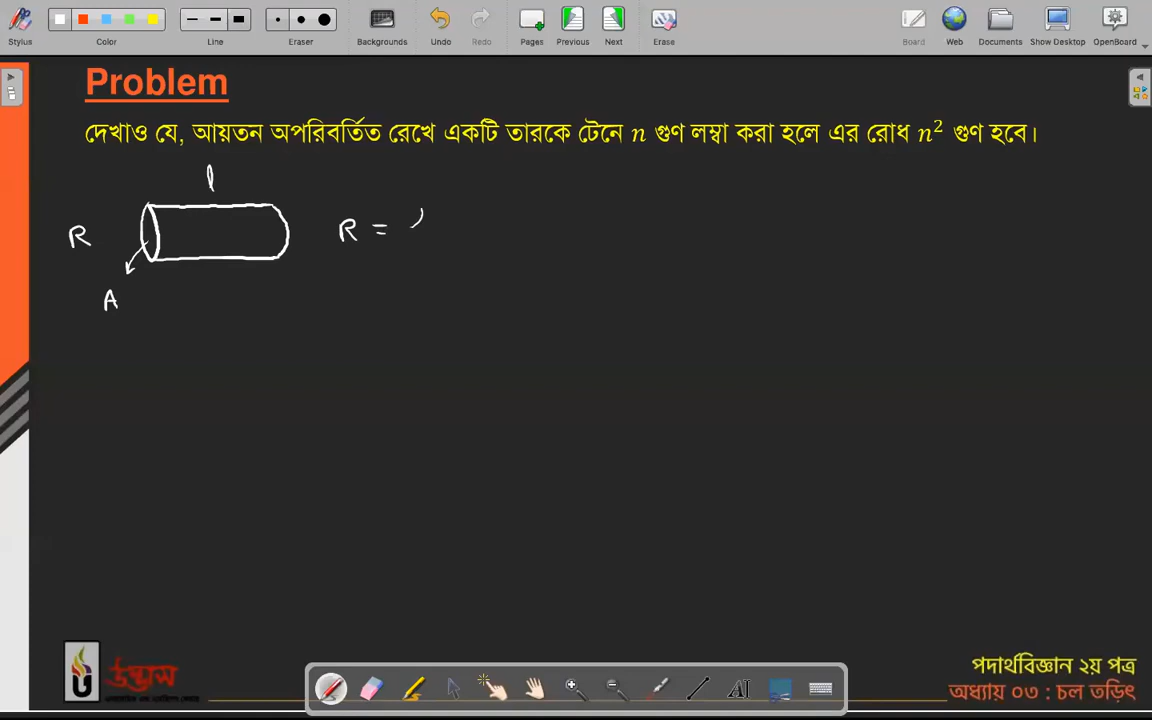 Stylus Color Line Eraser Backgrounds Undo Redo Pages Previous Next Erase Board Web Documents Show Desktop OpenBoard
Problem
দেখাও যে, আয়তন অপরিবর্তিত রেখে একটি তারকে টেনে n গুণ লম্বা করা হলে এর রোধ n² গুণ হবে।
l
R R =
A
উদ্ভাস
পদার্থবিজ্ঞান ২য় পত্র
অধ্যায় ০৩ : চল তড়িৎ